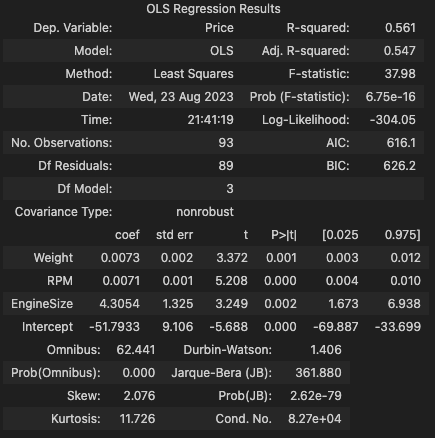 OLS Regression Results
Dep. Variable: Price R-squared: 0.561
Model: OLS Adj. R-squared: 0.547
Method: Least Squares F-statistic: 37.98
Date: Wed, 23 Aug 2023 Prob (F-statistic): 6.75e-16
Time: 21:41:19 Log-Likelihood: -304.05
No. Observations: 93 AIC: 616.1
Df Residuals: 89 BIC: 626.2
Df Model: 3
Covariance Type: nonrobust
coef std err t P>|t| [0.025 0.975]
Weight 0.0073 0.002 3.372 0.001 0.003 0.012
RPM 0.0071 0.001 5.208 0.000 0.004 0.010
EngineSize 4.3054 1.325 3.249 0.002 1.673 6.938
Intercept -51.7933 9.106 -5.688 0.000 -69.887 -33.699
Omnibus: 62.441 Durbin-Watson: 1.406
Prob(Omnibus): 0.000 Jarque-Bera (JB): 361.880
Skew: 2.076 Prob(JB): 2.62e-79
Kurtosis: 11.726 Cond. No. 8.27e+04